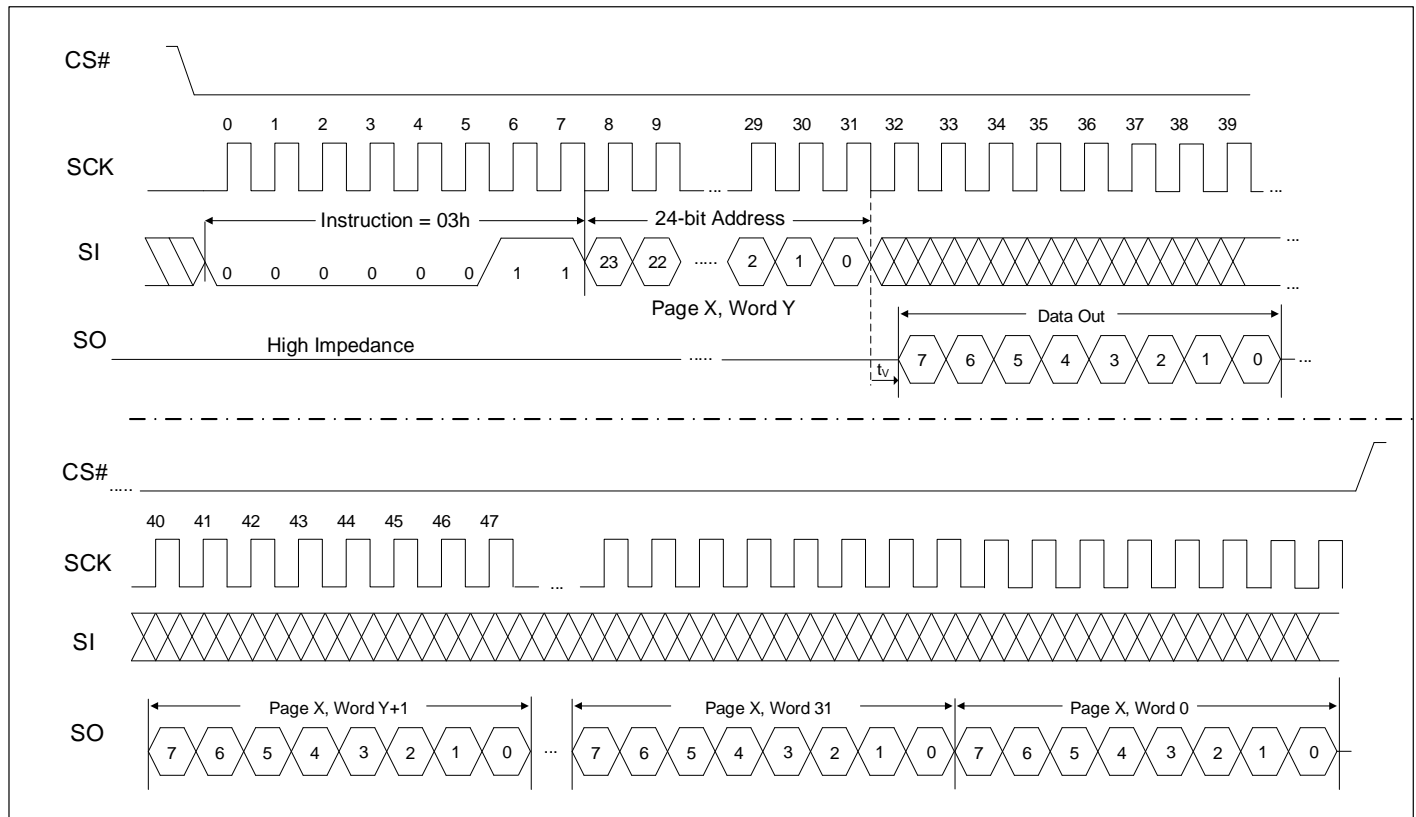 CS#
0 1 2 3 4 5 6 7 8 9 29 30 31 32 33 34 35 36 37 38 39
SCK ... ...
Instruction = 03h 24-bit Address
SI 0 0 0 0 0 0 1 1 23 22 ..... 2 1 0 ...
...
Page X, Word Y
Data Out
SO High Impedance ..... 7 6 5 4 3 2 1 0 ...
tV
CS# .....
40 41 42 43 44 45 46 47
SCK ...
SI
Page X, Word Y+1 Page X, Word 31 Page X, Word 0
SO 7 6 5 4 3 2 1 0 ... 7 6 5 4 3 2 1 0 7 6 5 4 3 2 1 0